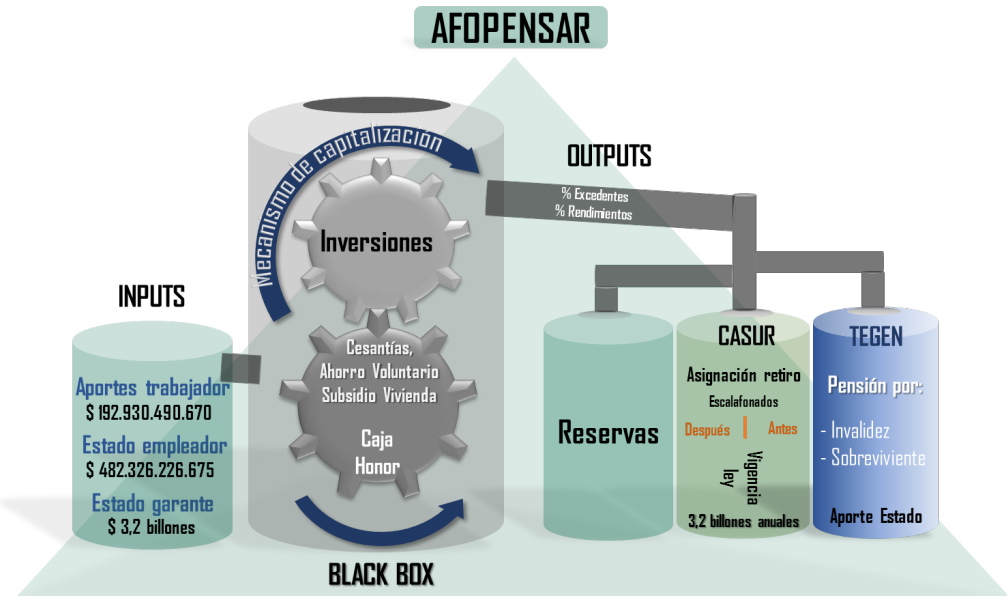 AFOPENSAR
INPUTS
Aportes trabajador
$ 192.930.490.670
Estado empleador
$ 482.326.226.675
Estado garante
$ 3,2 billones
Mecanismo de capitalización
Inversiones
Cesantías,
Ahorro Voluntario
Subsidio Vivienda
Caja
Honor
BLACK BOX
OUTPUTS
% Excedentes
% Rendimientos
Reservas
CASUR
Asignación retiro
Escalafonados
Después | Antes
Vigencia
ley
3,2 billones anuales
TEGEN
Pensión por:
- Invalidez
- Sobreviviente
Aporte Estado